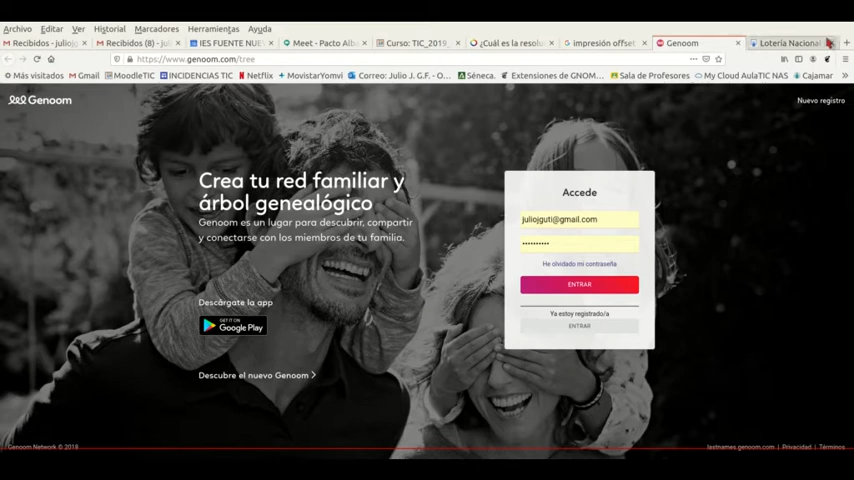 Archivo Editar Ver Historial Marcadores Herramientas Ayuda
Recibidos - julioj Recibidos (8) - juli IES FUENTE NUE Meet - Pacto Alb Curso: TIC_2019_ ¿Cuál es la resolu impresión offset Genoom Lotería Nacional
https://www.genoom.com/tree
Más visitados Gmail MoodleTIC INCIDENCIAS TIC Netflix MovistarYomvi Correo: Julio J. G.F. - O... Séneca. Extensiones de GNOM... Sala de Profesores My Cloud AulaTIC NAS Cajamar
Genoom Nuevo registro
Crea tu red familiar y
árbol genealógico
Genoom es un lugar para descubrir, compartir
y conectarse con los miembros de tu familia.
Descárgate la app
GET IT ON
Google Play
Descubre el nuevo Genoom
Accede
juliojguti@gmail.com
••••••••••
He olvidado mi contraseña
ENTRAR
Ya estoy registrado/a
ENTRAR
Genoom Network © 2018 lastnames.genoom.com | Privacidad | Términos